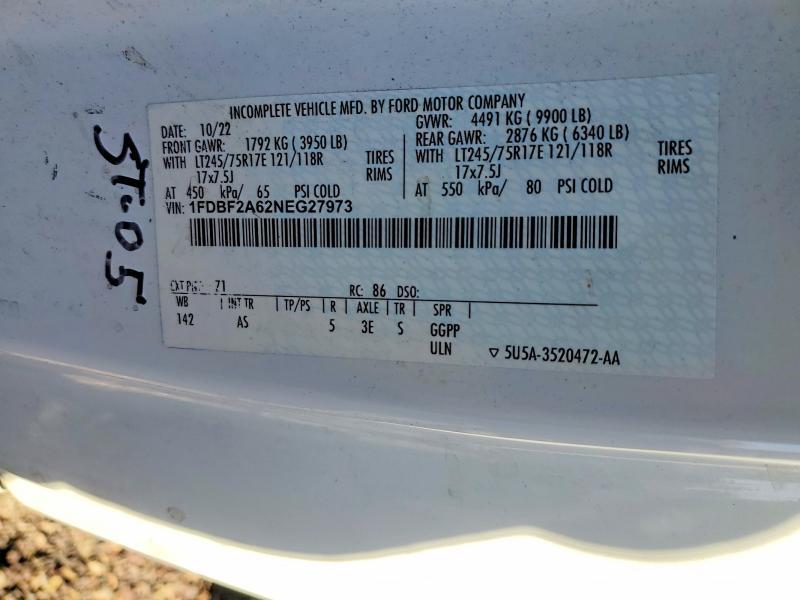 INCOMPLETE VEHICLE MFD. BY FORD MOTOR COMPANY
DATE: 10/22 GVWR: 4491 KG ( 9900 LB)
FRONT GAWR: 1792 KG ( 3950 LB) REAR GAWR: 2876 KG ( 6340 LB)
WITH LT245/75R17E 121/118R TIRES WITH LT245/75R17E 121/118R TIRES
17x7.5J RIMS 17x7.5J RIMS
AT 450 kPa/ 65 PSI COLD AT 550 kPa/ 80 PSI COLD
VIN: 1FDBF2A62NEG27973
EXT PNT: Z1 RC: 86 DSO:
WB INT TR TP/PS R AXLE TR SPR
142 AS 5 3E S GGPP
ULN ▽ 5U5A-3520472-AA
ST-05